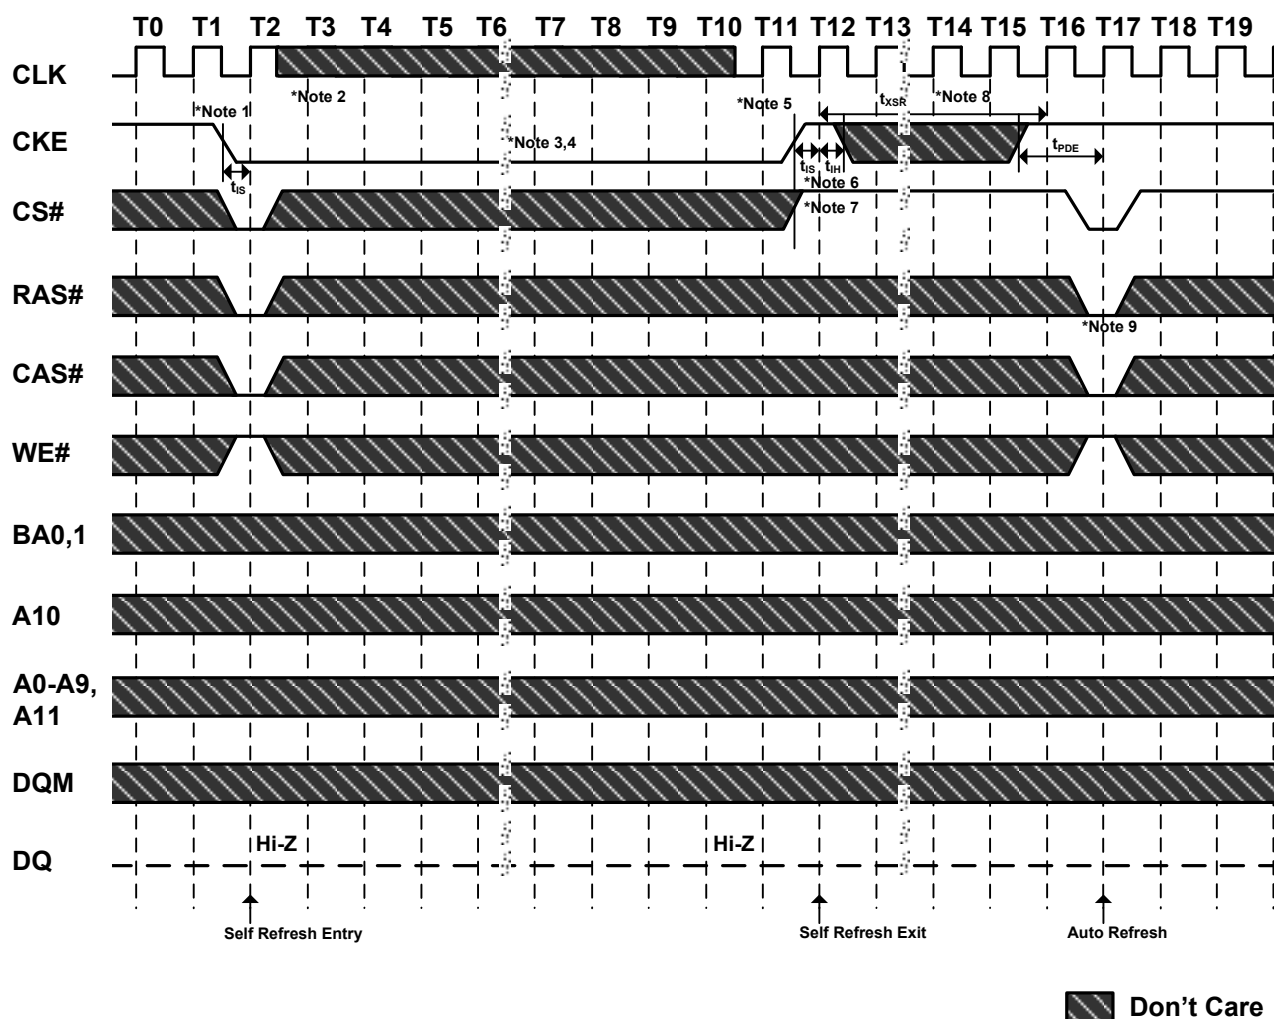 T0 T1 T2 T3 T4 T5 T6 T7 T8 T9 T10 T11 T12 T13 T14 T15 T16 T17 T18 T19
CLK
*Note 1 *Note 2 *Note 5 tXSR *Note 8
CKE
*Note 3,4 tPDE
tIS tIS tIH
*Note 6
CS# *Note 7
RAS#
*Note 9
CAS#
WE#
BA0,1
A10
A0-A9,
A11
DQM
Hi-Z Hi-Z
DQ
Self Refresh Entry Self Refresh Exit Auto Refresh
Don't Care